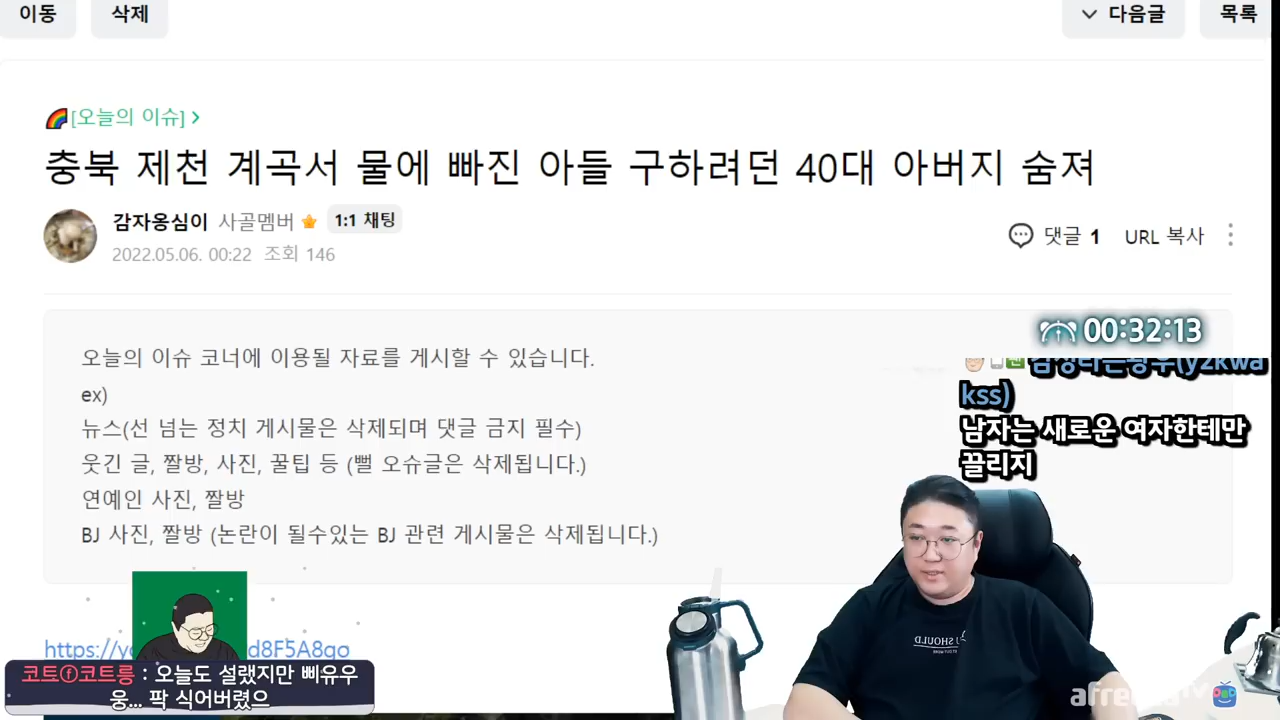 이동
삭제
다음글
목록
[오늘의 이슈] >
충북 제천 계곡서 물에 빠진 아들 구하려던 40대 아버지 숨져
감자옹심이 사골멤버 1:1 채팅
2022.05.06. 00:22 조회 146
댓글 1 URL 복사
00:32:13
오늘의 이슈 코너에 이용될 자료를 게시할 수 있습니다.
ex)
뉴스(선 넘는 정치 게시물은 삭제되며 댓글 금지 필수)
웃긴 글, 짤방, 사진, 꿀팁 등 (뻘 오슈글은 삭제됩니다.)
연예인 사진, 짤방
BJ 사진, 짤방 (논란이 될수있는 BJ 관련 게시물은 삭제됩니다.)
kss)
남자는 새로운 여자한테만
끌리지
SHOULD
https://yo d8F5A8qo
코토ⓕ코트릉 : 오늘도 설랬지만 삐유우
웅... 팍 식어버렸으
afreecaTV